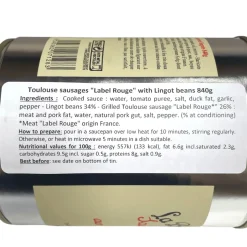 Toulouse sausages "Label Rouge" with Lingot beans 840g
Ingredients : Cooked sauce : water, tomato puree, salt, duck fat, garlic,
pepper - Lingot beans 34% - Grilled Toulouse sausage "Label Rouge"* 26% :
meat and pork fat, water, natural pork gut, salt, pepper. (% at conditioning)
*Meat "Label Rouge" origin France.
How to prepare: pour in a saucepan over low heat for 10 minutes, stirring regularly.
Otherwise, or heat in microwave 5 minutes at medium power.
Nutritional values for 100g : energy 557kl (133 kcal), fat 6.6g incl saturated 2.3g,
carbohydrates 9.5g incl sugar 0.5g, proteins 8g, salt 0.9g.
Best before: see date on bottom of tin.